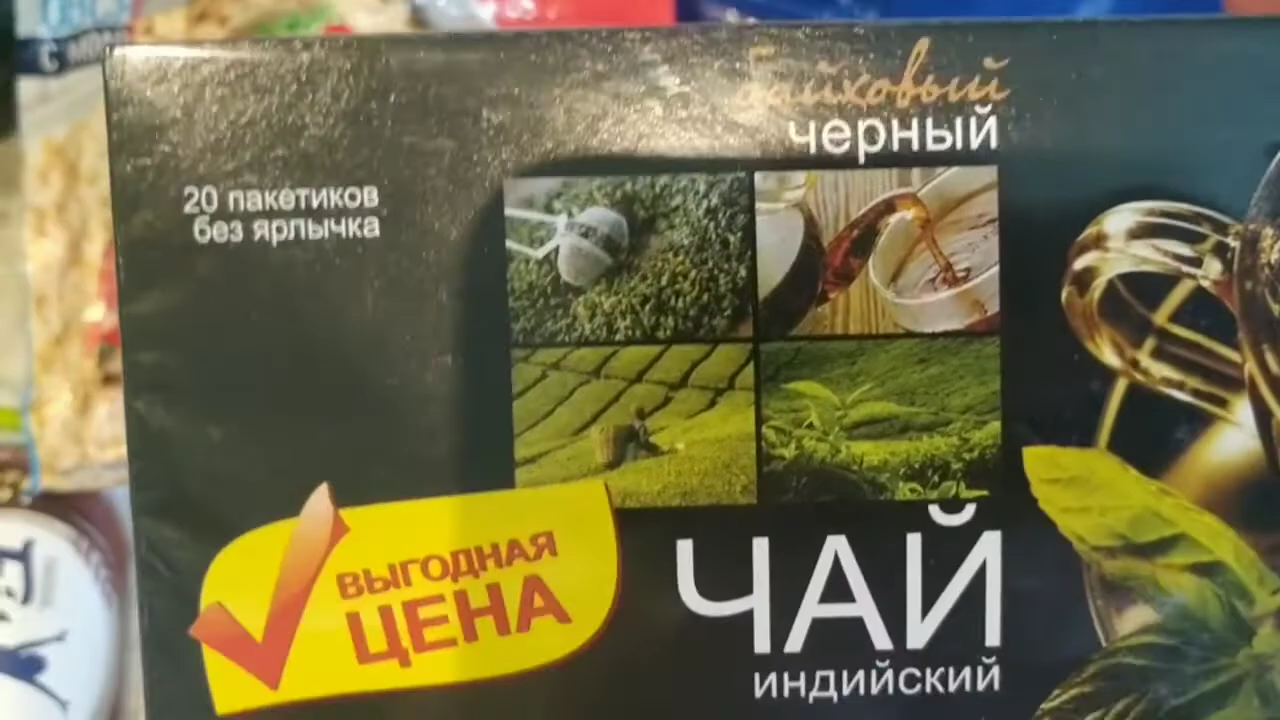 байховый
черный
20 пакетиков
без ярлычка
ВЫГОДНАЯ
ЦЕНА
ЧАЙ
индийский